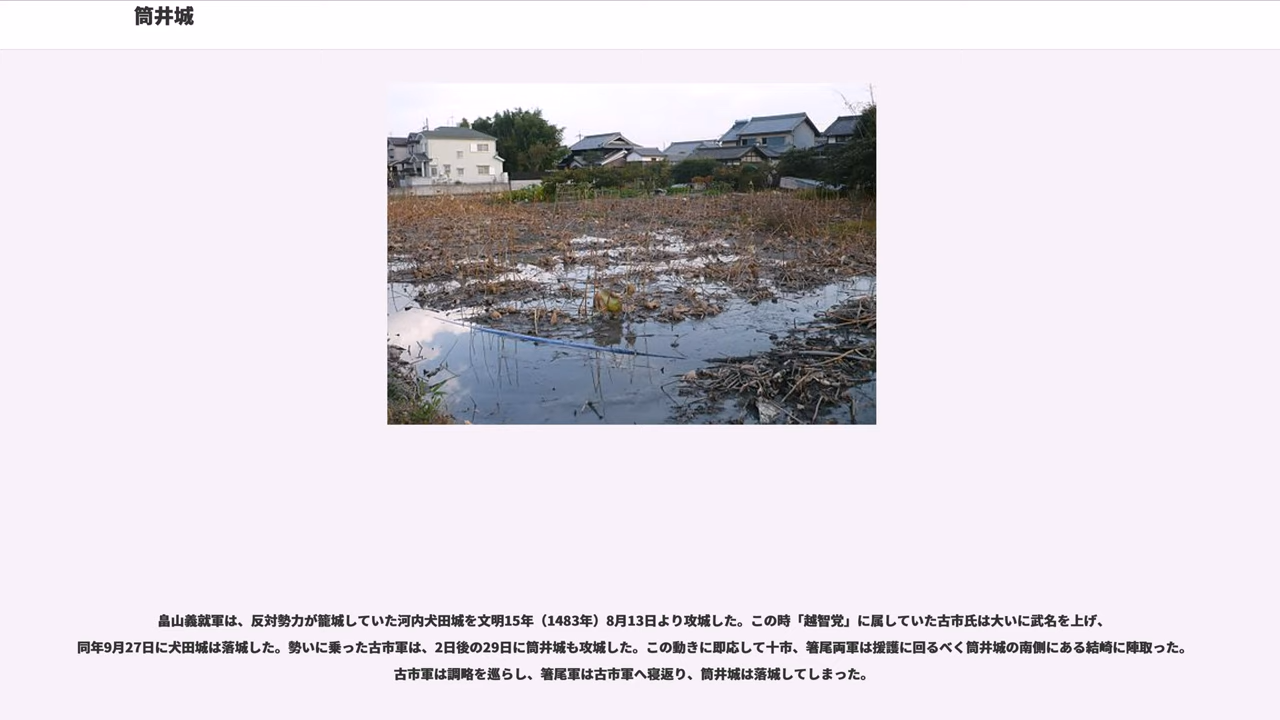 筒井城
畠山義就軍は、反対勢力が籠城していた河内犬田城を文明15年（1483年）8月13日より攻城した。この時「越智党」に属していた古市氏は大いに武名を上げ、
同年9月27日に犬田城は落城した。勢いに乗った古市軍は、2日後の29日に筒井城も攻城した。この動きに即応して十市、箸尾両軍は援護に回るべく筒井城の南側にある結崎に陣取った。
古市軍は調略を巡らし、箸尾軍は古市軍へ寝返り、筒井城は落城してしまった。